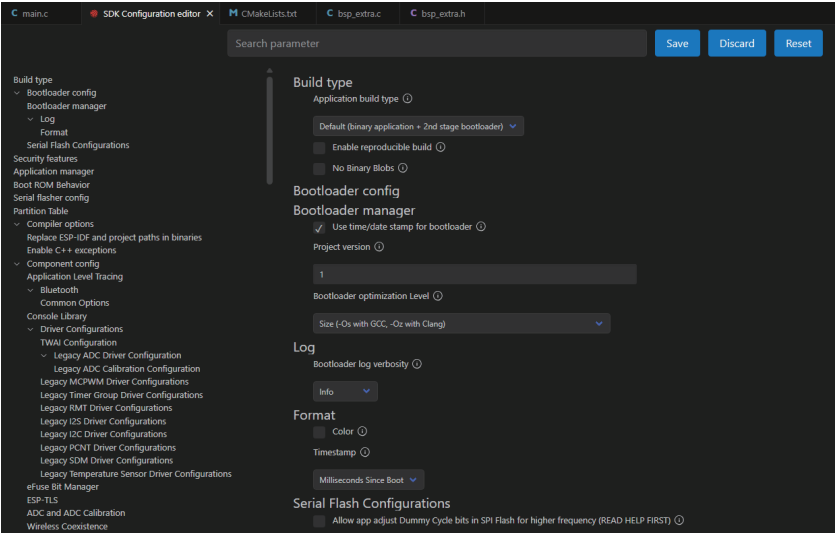 main.c
SDK Configuration editor
CMakeLists.txt
bsp_extra.c
bsp_extra.h
Search parameter
Save
Discard
Reset
Build type
Bootloader config
Bootloader manager
Log
Format
Serial Flash Configurations
Security features
Application manager
Boot ROM Behavior
Serial flasher config
Partition Table
Compiler options
Replace ESP-IDF and project paths in binaries
Enable C++ exceptions
Component config
Application Level Tracing
Bluetooth
Common Options
Console Library
Driver Configurations
TWAI Configuration
Legacy ADC Driver Configuration
Legacy ADC Calibration Configuration
Legacy MCPWM Driver Configurations
Legacy Timer Group Driver Configurations
Legacy RMT Driver Configurations
Legacy I2S Driver Configurations
Legacy I2C Driver Configurations
Legacy PCNT Driver Configurations
Legacy SDM Driver Configurations
Legacy Temperature Sensor Driver Configurations
eFuse Bit Manager
ESP-TLS
ADC and ADC Calibration
Wireless Coexistence
Build type
Application build type
Default (binary application + 2nd stage bootloader)
Enable reproducible build
No Binary Blobs
Bootloader config
Bootloader manager
Use time/date stamp for bootloader
Project version
1
Bootloader optimization Level
Size (-Os with GCC, -Oz with Clang)
Log
Bootloader log verbosity
Info
Format
Color
Timestamp
Milliseconds Since Boot
Serial Flash Configurations
Allow app adjust Dummy Cycle bits in SPI Flash for higher frequency (READ HELP FIRST)